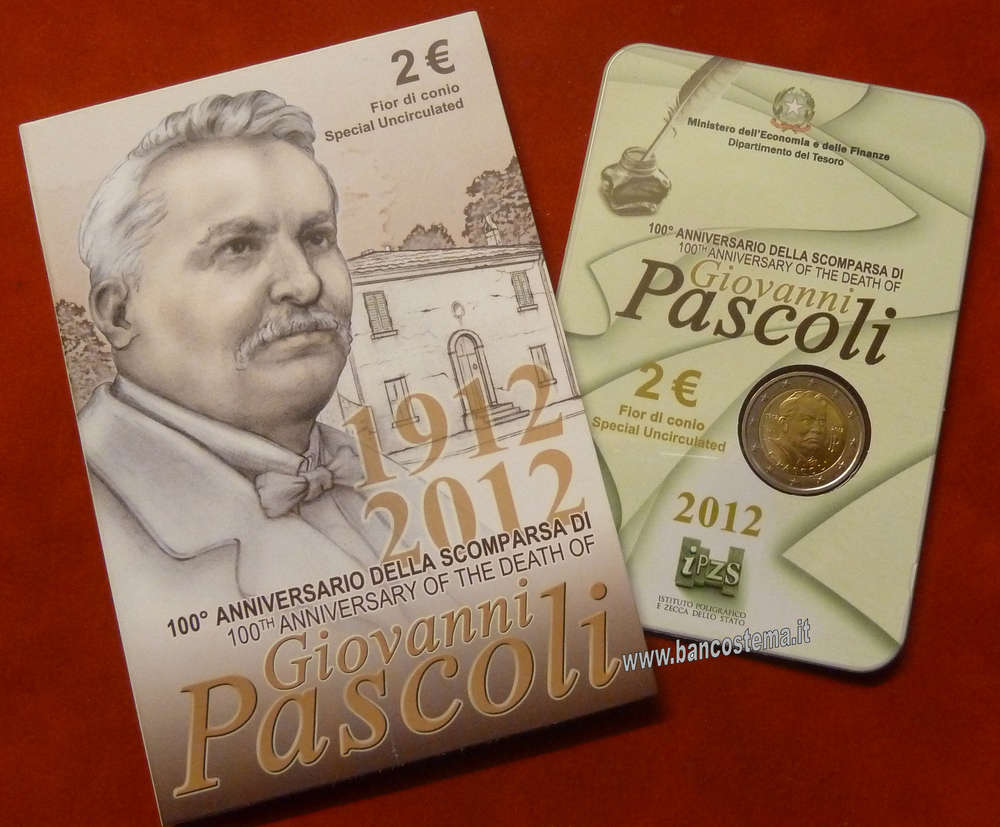 2 €
Fior di conio
Special Uncirculated
1912
2012
100° ANNIVERSARIO DELLA SCOMPARSA DI
100TH ANNIVERSARY OF THE DEATH OF
Giovanni
Pascoli
Ministero dell'Economia e delle Finanze
Dipartimento del Tesoro
100° ANNIVERSARIO DELLA SCOMPARSA DI
100TH ANNIVERSARY OF THE DEATH OF
Giovanni
Pascoli
2 €
Fior di conio
Special Uncirculated
2012
iPZS
ISTITUTO POLIGRAFICO
E ZECCA DELLO STATO
www.bancostema.it